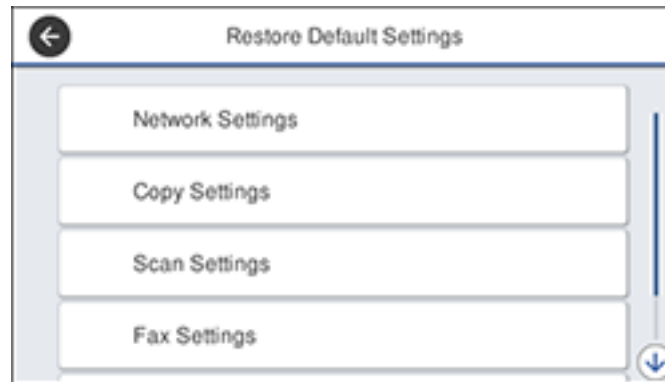 Restore Default Settings
Network Settings
Copy Settings
Scan Settings
Fax Settings